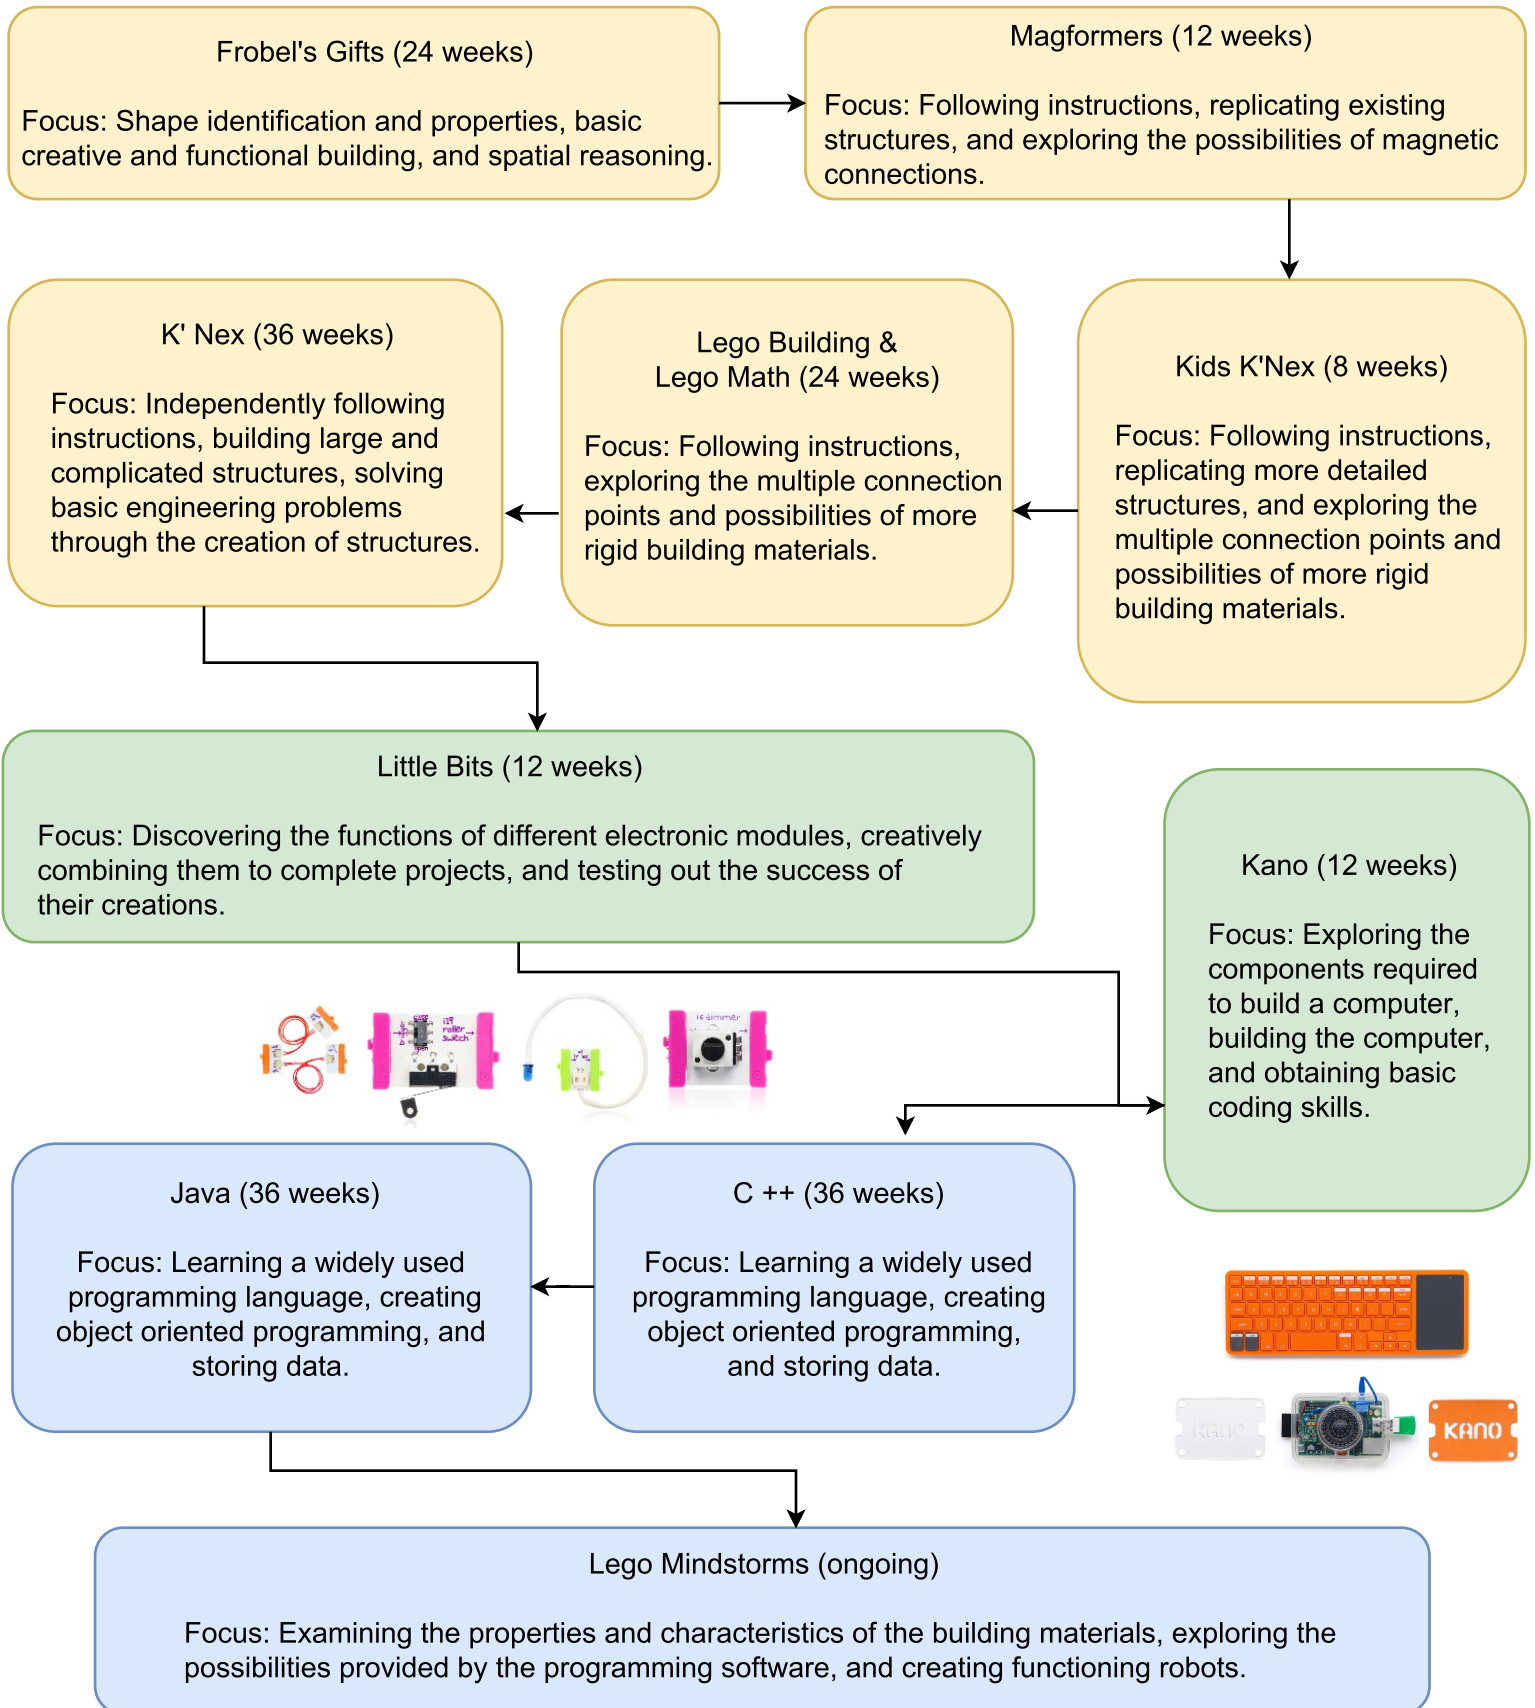 Frobel's Gifts (24 weeks)
Focus: Shape identification and properties, basic
creative and functional building, and spatial reasoning.
Magformers (12 weeks)
Focus: Following instructions, replicating existing
structures, and exploring the possibilities of magnetic
connections.
K' Nex (36 weeks)
Focus: Independently following
instructions, building large and
complicated structures, solving
basic engineering problems
through the creation of structures.
Lego Building &
Lego Math (24 weeks)
Focus: Following instructions,
exploring the multiple connection
points and possibilities of more
rigid building materials.
Kids K'Nex (8 weeks)
Focus: Following instructions,
replicating more detailed
structures, and exploring the
multiple connection points and
possibilities of more rigid
building materials.
Little Bits (12 weeks)
Focus: Discovering the functions of different electronic modules, creatively
combining them to complete projects, and testing out the success of
their creations.
Kano (12 weeks)
Focus: Exploring the
components required
to build a computer,
building the computer,
and obtaining basic
coding skills.
i19
roller
switch
open
i6 dimmer
Java (36 weeks)
Focus: Learning a widely used
programming language, creating
object oriented programming, and
storing data.
C ++ (36 weeks)
Focus: Learning a widely used
programming language, creating
object oriented programming,
and storing data.
KANO
KANO
Lego Mindstorms (ongoing)
Focus: Examining the properties and characteristics of the building materials, exploring the
possibilities provided by the programming software, and creating functioning robots.